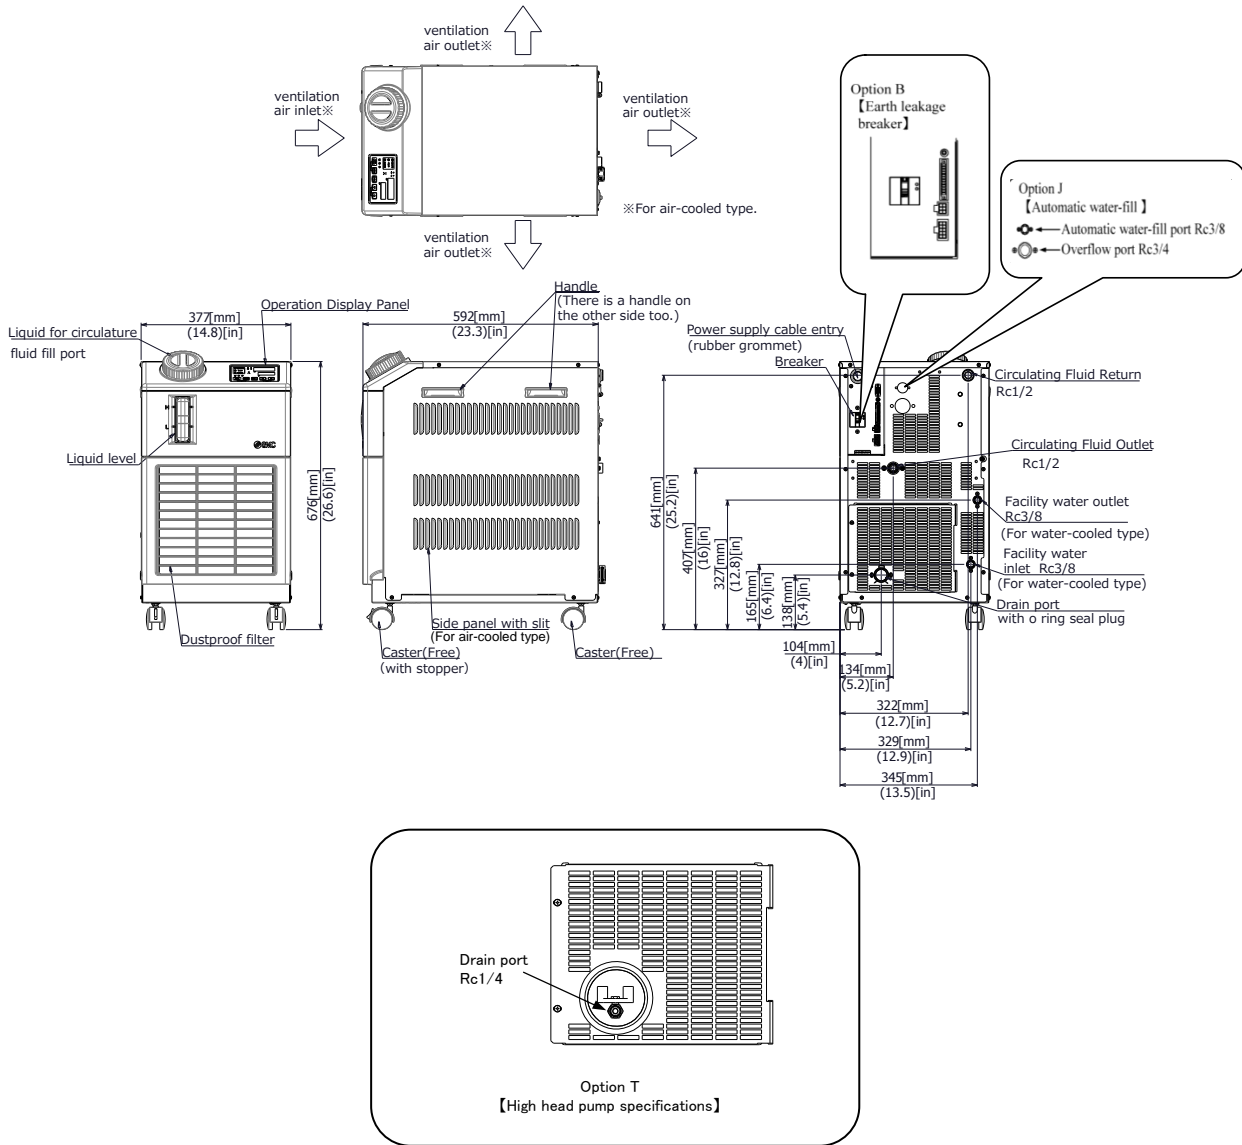 ventilation
air outlet※
ventilation
air inlet※
ventilation
air outlet※
※For air-cooled type.
ventilation
air outlet※
Option B
【Earth leakage
breaker】
Option J
【Automatic water-fill】
Automatic water-fill port Rc3/8
Overflow port Rc3/4
377[mm]
(14.8)[in]
Operation Display Panel
Liquid for circulature
fluid fill port
H
L
SMC
Liquid level
676[mm]
(26.6)[in]
Dustproof filter
592[mm]
(23.3)[in]
Handle
(There is a handle on
the other side too.)
Side panel with slit
(For air-cooled type)
Caster(Free)
(with stopper)
Caster(Free)
Power supply cable entry
(rubber grommet)
Breaker
Circulating Fluid Return
Rc1/2
Circulating Fluid Outlet
Rc1/2
Facility water outlet
Rc3/8
(For water-cooled type)
Facility water
inlet Rc3/8
(For water-cooled type)
Drain port
with o ring seal plug
641[mm]
(25.2)[in]
407[mm]
(16)[in]
327[mm]
(12.8)[in]
165[mm]
(6.4)[in]
138[mm]
(5.4)[in]
104[mm]
(4)[in]
134[mm]
(5.2)[in]
322[mm]
(12.7)[in]
329[mm]
(12.9)[in]
345[mm]
(13.5)[in]
Drain port
Rc1/4
Option T
【High head pump specifications】